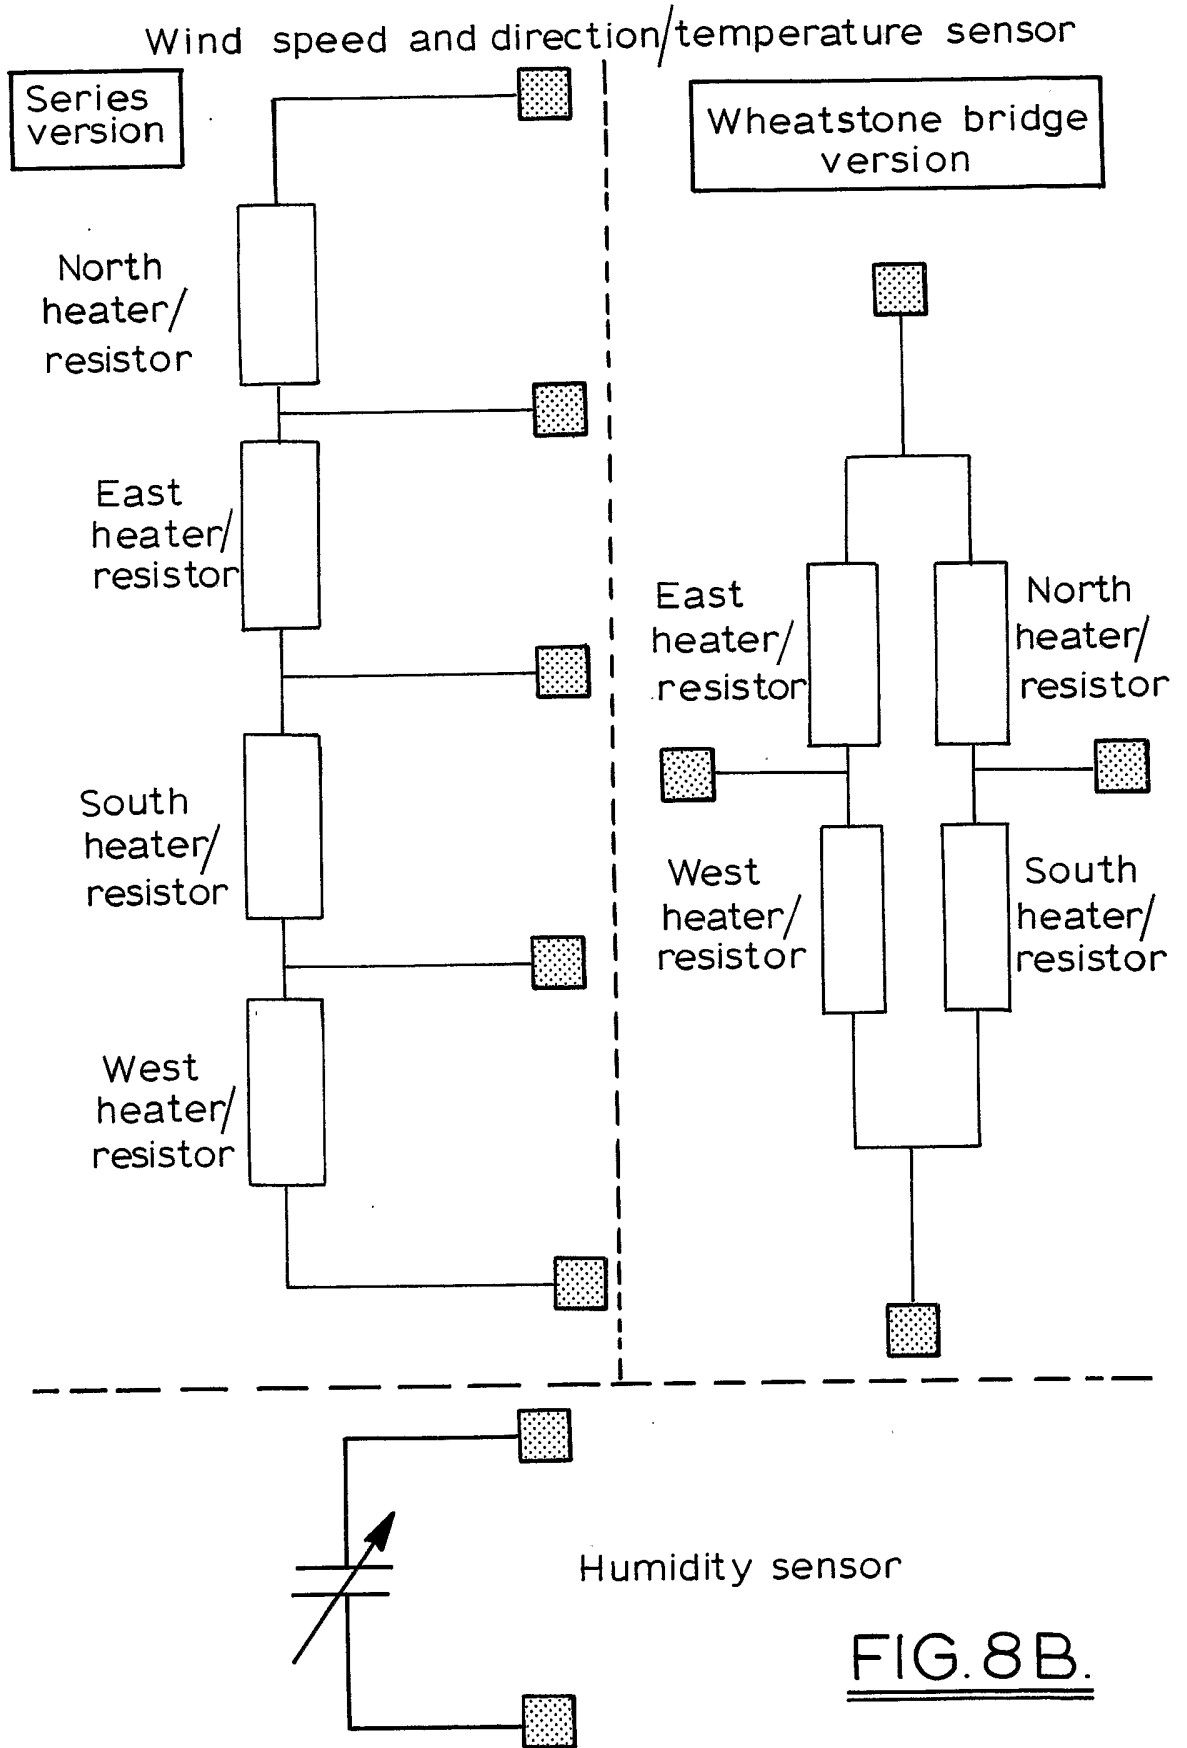 Wind speed and direction/temperature sensor
Series
version
North
heater/
resistor
East
heater/
resistor
South
heater/
resistor
West
heater/
resistor
Wheatstone bridge
version
East
heater/
resistor
North
heater/
resistor
West
heater/
resistor
South
heater/
resistor
Humidity sensor
FIG. 8B.